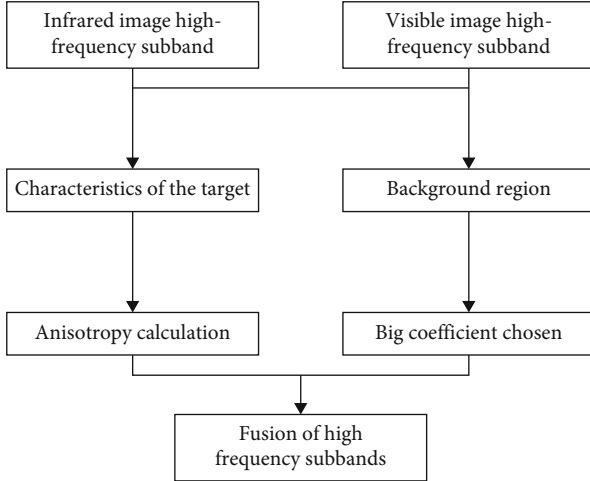 Infrared image high-
frequency subband
Visible image high-
frequency subband
Characteristics of the target
Background region
Anisotropy calculation
Big coefficient chosen
Fusion of high
frequency subbands